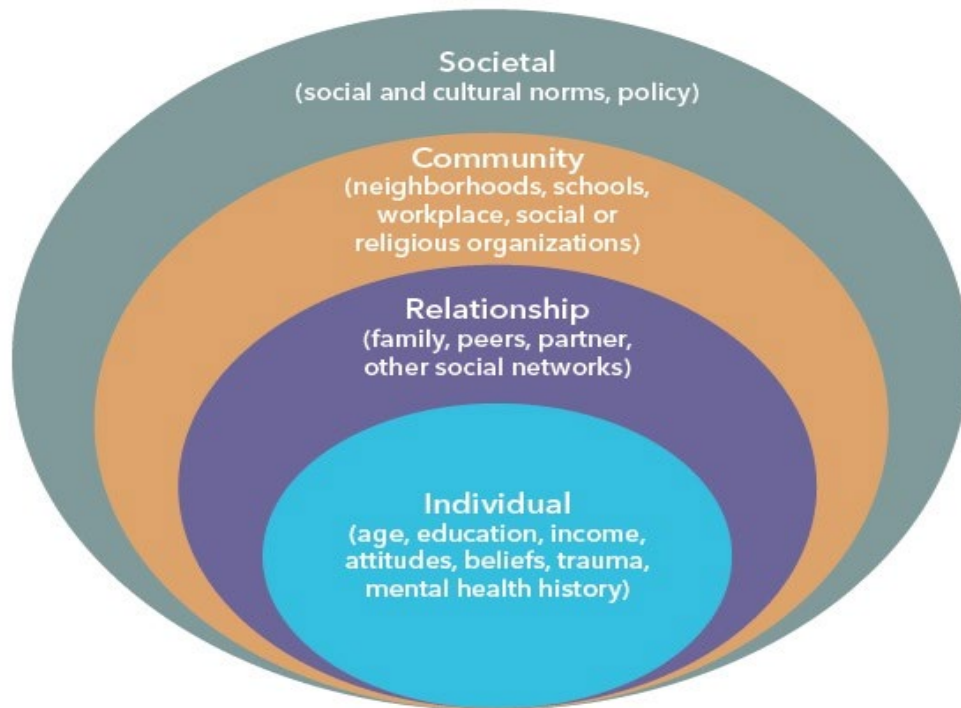 Societal
(social and cultural norms, policy)
Community
(neighborhoods, schools,
workplace, social or
religious organizations)
Relationship
(family, peers, partner,
other social networks)
Individual
(age, education, income,
attitudes, beliefs, trauma,
mental health history)